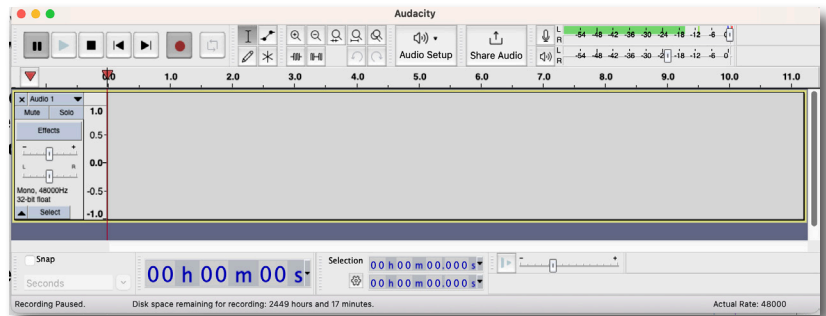 Audacity
Audio Setup
Share Audio
L
R
-54 -48 -42 -36 -30 -24 -18 -12 -6 0
L
R
-54 -48 -42 -36 -30 -18 -12 -6 0
0.0 1.0 2.0 3.0 4.0 5.0 6.0 7.0 8.0 9.0 10.0 11.0
× Audio 1
Mute Solo
Effects
- +
L R
Mono, 48000Hz
32-bit float
Select
1.0
0.5-
0.0-
-0.5-
-1.0
Snap
Seconds
00 h 00 m 00 s
Selection
00 h 00 m 00.000 s
00 h 00 m 00.000 s
- +
Recording Paused.
Disk space remaining for recording: 2449 hours and 17 minutes.
Actual Rate: 48000